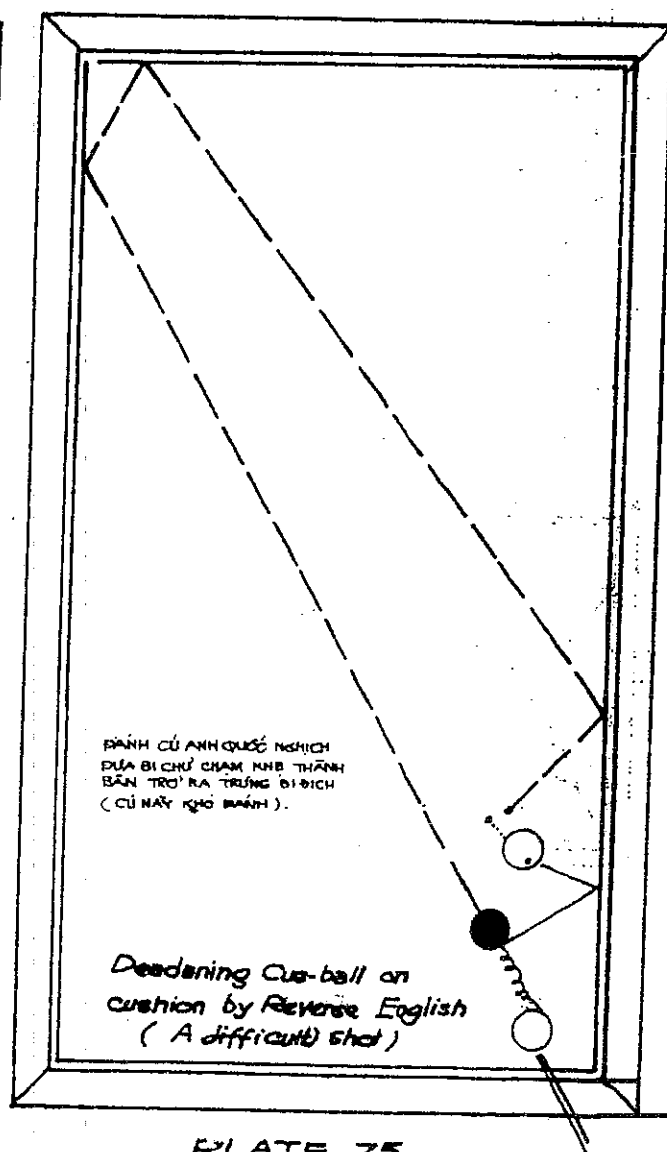 ĐÁNH CÚ ANH QUỐC NGHỊCH
ĐƯA BI CHỦ CHẠM NHẸ THÀNH
BÀN TRỞ RA TRÚNG BI ĐÍCH
( CÚ NÀY KHÓ ĐÁNH ).
Deadening Cue-ball on
cushion by Reverse English
( A difficult) shot )
PLATE 75